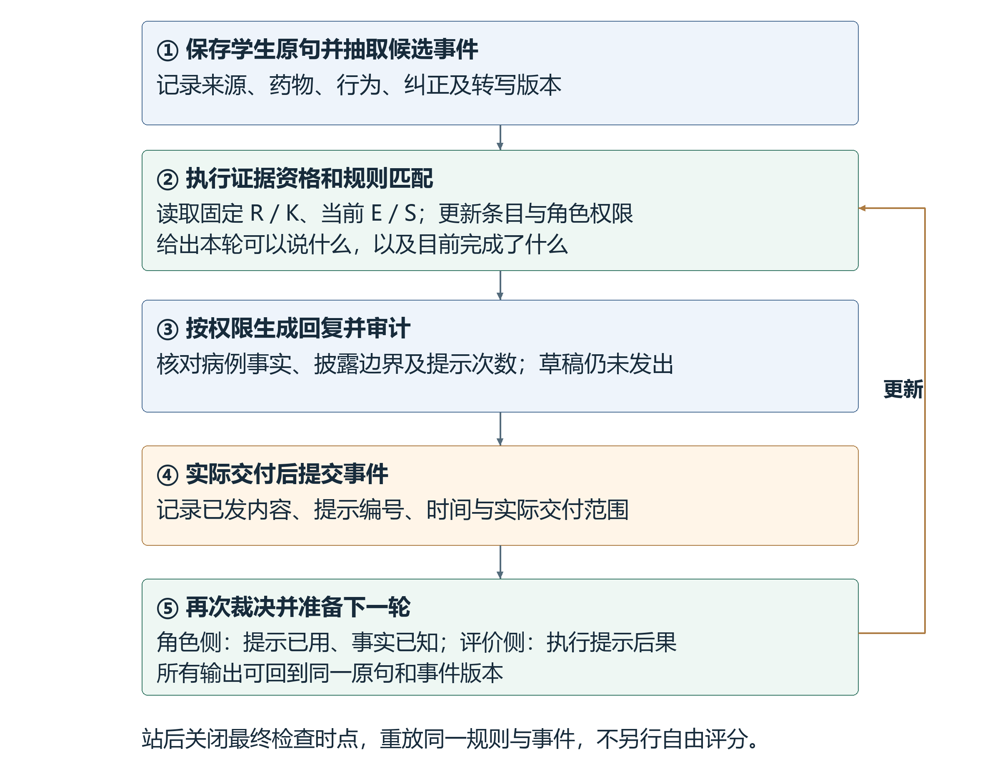 ① 保存学生原句并抽取候选事件
记录来源、药物、行为、纠正及转写版本
② 执行证据资格和规则匹配
读取固定 R / K、当前 E / S；更新条目与角色权限
给出本轮可以说什么，以及目前完成了什么
③ 按权限生成回复并审计
核对病例事实、披露边界及提示次数；草稿仍未发出
更新
④ 实际交付后提交事件
记录已发内容、提示编号、时间与实际交付范围
⑤ 再次裁决并准备下一轮
角色侧：提示已用、事实已知；评价侧：执行提示后果
所有输出可回到同一原句和事件版本
站后关闭最终检查时点，重放同一规则与事件，不另行自由评分。